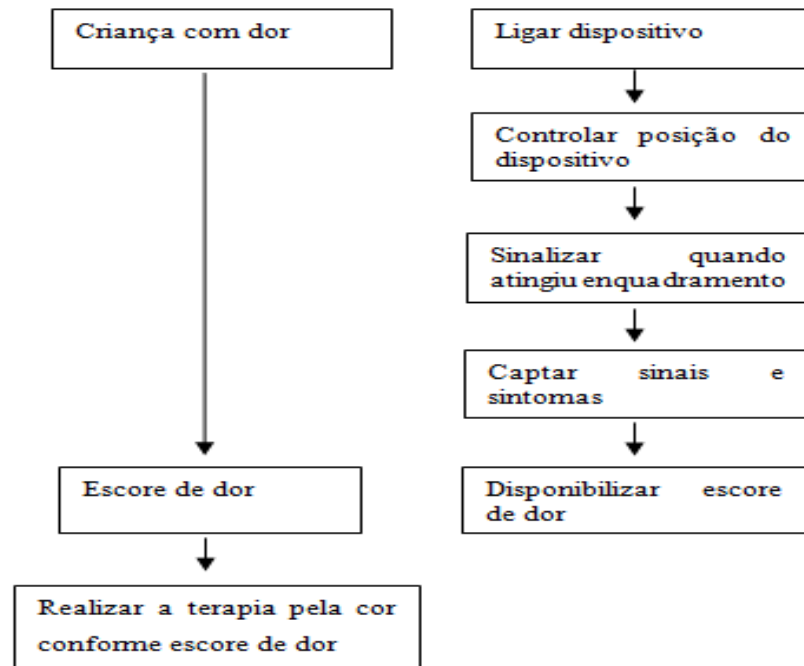 Criança com dor
Escore de dor
Realizar a terapia pela cor
conforme escore de dor
Ligar dispositivo
Controlar posição do
dispositivo
Sinalizar quando
atingiu enquadramento
Captar sinais e
sintomas
Disponibilizar escore
de dor